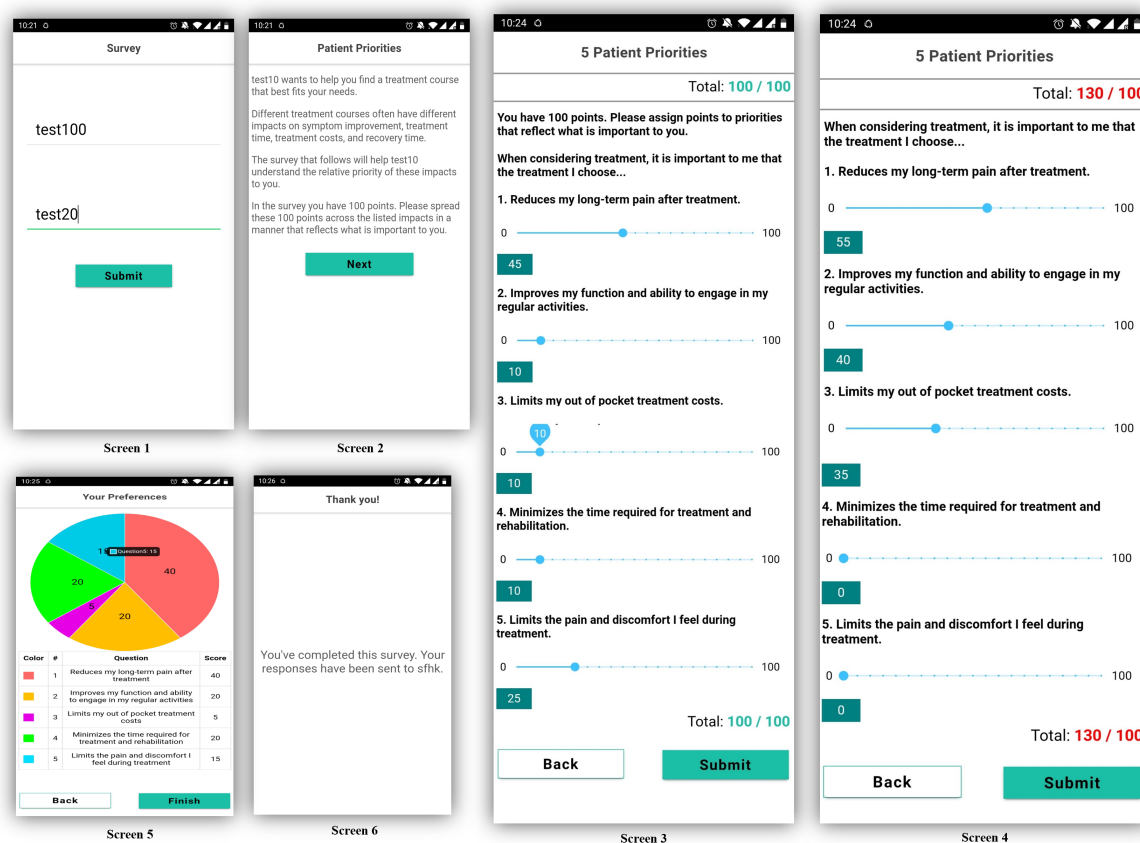 10:21
Survey
test100
test20
Submit
Screen 1
10:21
Patient Priorities
test10 wants to help you find a treatment course
that best fits your needs.
Different treatment courses often have different
impacts on symptom improvement, treatment
time, treatment costs, and recovery time.
The survey that follows will help test10
understand the relative priority of these impacts
to you.
In the survey you have 100 points. Please spread
these 100 points across the listed impacts in a
manner that reflects what is important to you.
Next
Screen 2
10:24
5 Patient Priorities
Total: 100 / 100
You have 100 points. Please assign points to priorities
that reflect what is important to you.
When considering treatment, it is important to me that
the treatment I choose...
1. Reduces my long-term pain after treatment.
0 100
45
2. Improves my function and ability to engage in my
regular activities.
0 100
10
3. Limits my out of pocket treatment costs.
10
0 100
10
4. Minimizes the time required for treatment and
rehabilitation.
0 100
10
5. Limits the pain and discomfort I feel during
treatment.
0 100
25
Total: 100 / 100
Back Submit
Screen 3
10:24
5 Patient Priorities
Total: 130 / 100
When considering treatment, it is important to me that
the treatment I choose...
1. Reduces my long-term pain after treatment.
0 100
55
2. Improves my function and ability to engage in my
regular activities.
0 100
40
3. Limits my out of pocket treatment costs.
0 100
35
4. Minimizes the time required for treatment and
rehabilitation.
0 100
0
5. Limits the pain and discomfort I feel during
treatment.
0 100
0
Total: 130 / 100
Back Submit
Screen 4
10:25
Your Preferences
Question5: 15
40
20
5
20
Color # Question Score
1 Reduces my long-term pain after
treatment 40
2 Improves my function and ability
to engage in my regular activities 20
3 Limits my out of pocket treatment
costs 5
4 Minimizes the time required for
treatment and rehabilitation 20
5 Limits the pain and discomfort I
feel during treatment 15
Back Finish
Screen 5
10:26
Thank you!
You've completed this survey. Your
responses have been sent to sfhk.
Screen 6